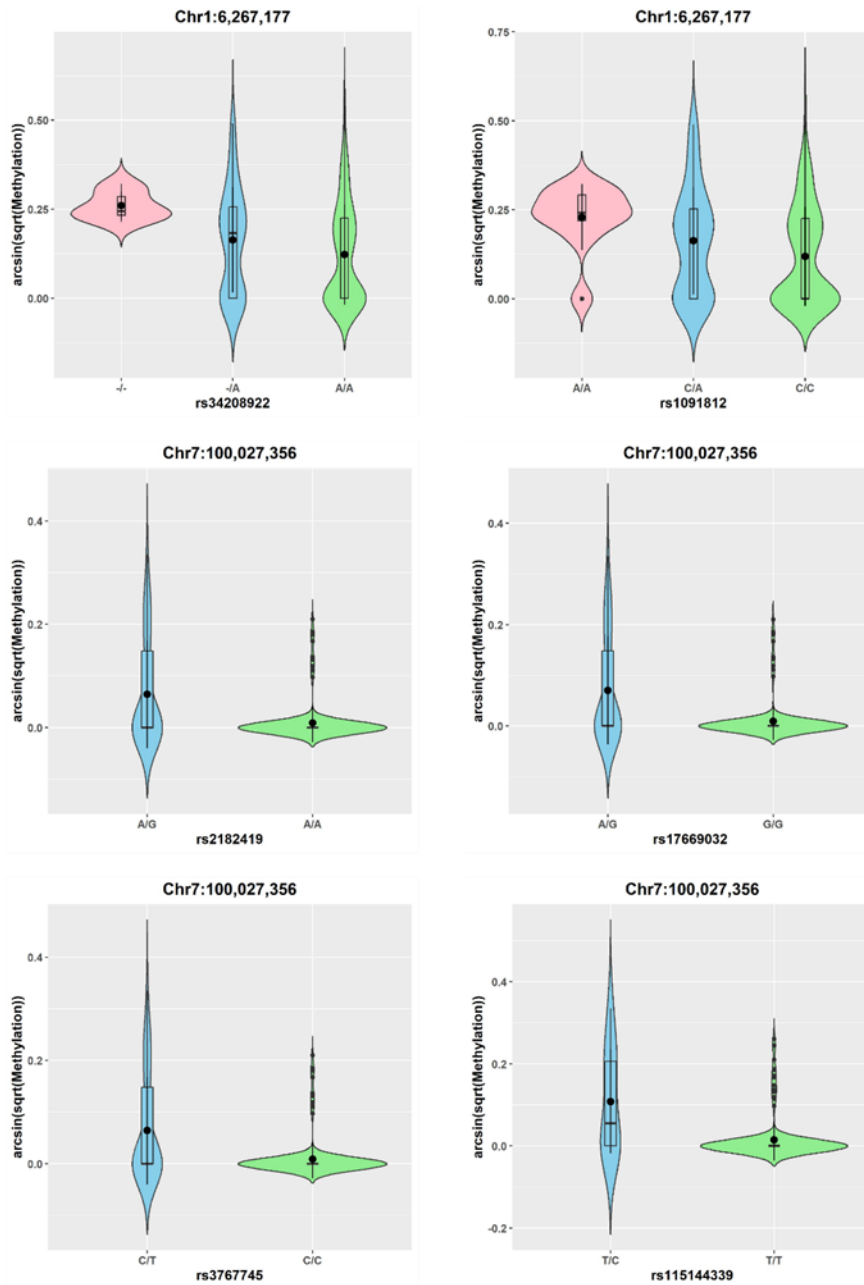 Chr1:6,267,177
arcsin(sqrt(Methylation))
0.50
0.25
0.00
-/-
-/A
A/A
rs34208922
Chr1:6,267,177
arcsin(sqrt(Methylation))
0.75
0.50
0.25
0.00
A/A
C/A
C/C
rs1091812
Chr7:100,027,356
arcsin(sqrt(Methylation))
0.4
0.2
0.0
A/G
A/A
rs2182419
Chr7:100,027,356
arcsin(sqrt(Methylation))
0.4
0.2
0.0
A/G
G/G
rs17669032
Chr7:100,027,356
arcsin(sqrt(Methylation))
0.4
0.2
0.0
C/T
C/C
rs3767745
Chr7:100,027,356
arcsin(sqrt(Methylation))
0.4
0.2
0.0
-0.2
T/C
T/T
rs115144339